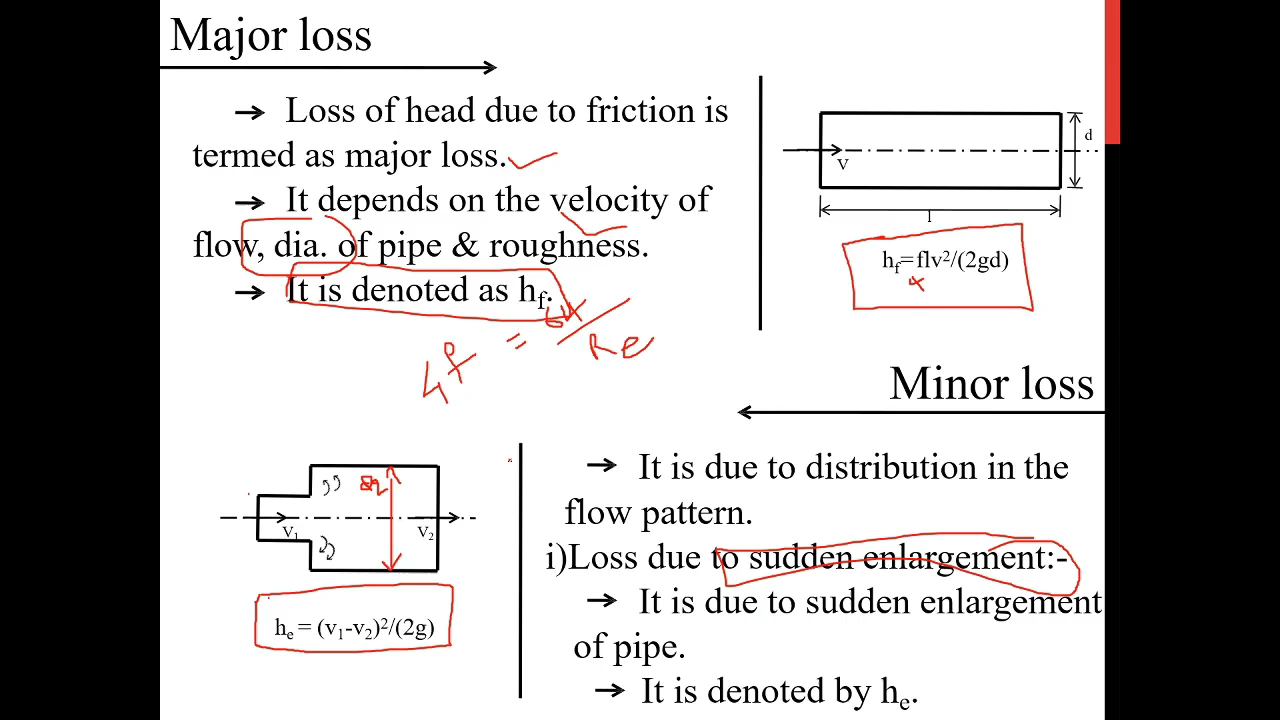 Major loss
→ Loss of head due to friction is
termed as major loss.
→ It depends on the velocity of
flow, dia. of pipe & roughness.
→ It is denoted as hf.
4f = 64/Re
V
d
l
hf=flv²/(2gd)
Minor loss
→ It is due to distribution in the
flow pattern.
i)Loss due to sudden enlargement:-
→ It is due to sudden enlargement
of pipe.
→ It is denoted by he.
V₁
V₂
he = (v₁-v₂)²/(2g)